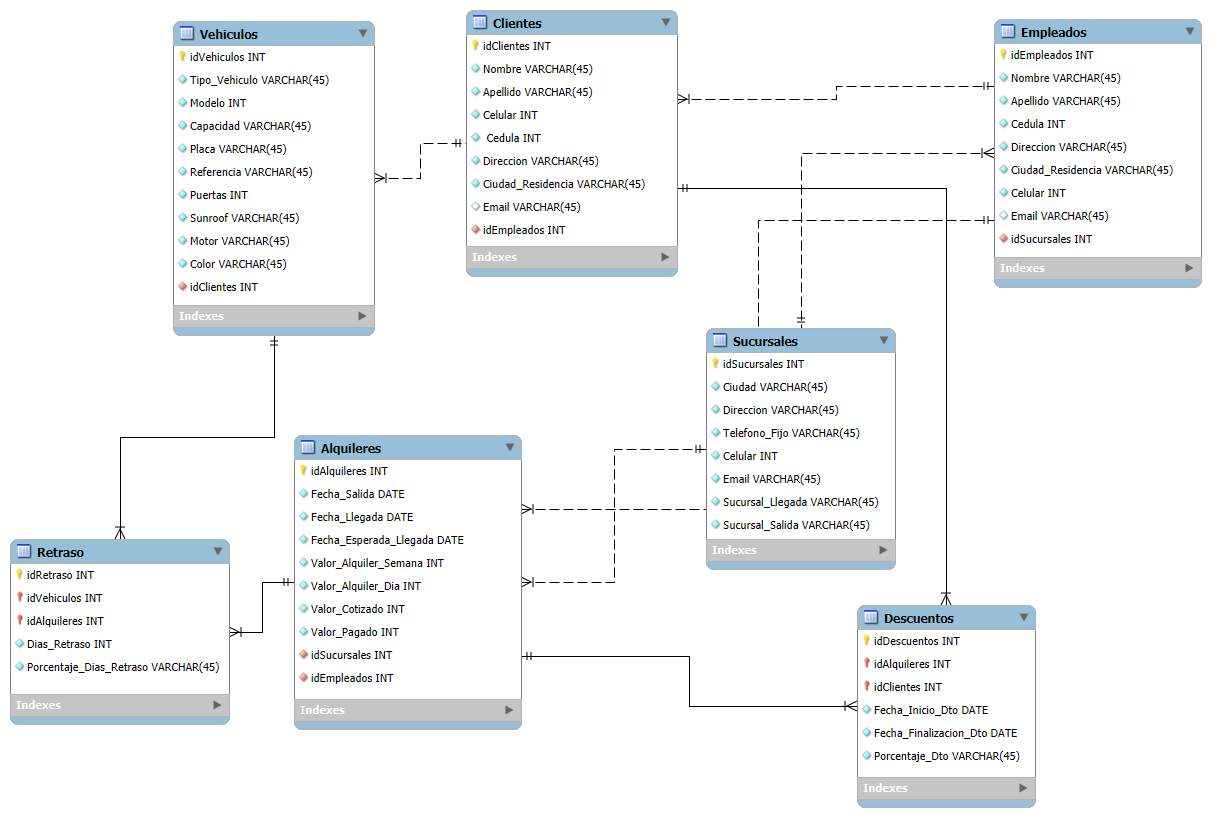 Vehiculos
idVehiculos INT
Tipo_Vehiculo VARCHAR(45)
Modelo INT
Capacidad VARCHAR(45)
Placa VARCHAR(45)
Referencia VARCHAR(45)
Puertas INT
Sunroof VARCHAR(45)
Motor VARCHAR(45)
Color VARCHAR(45)
idClientes INT
Indexes
Clientes
idClientes INT
Nombre VARCHAR(45)
Apellido VARCHAR(45)
Celular INT
Cedula INT
Direccion VARCHAR(45)
Ciudad_Residencia VARCHAR(45)
Email VARCHAR(45)
idEmpleados INT
Indexes
Empleados
idEmpleados INT
Nombre VARCHAR(45)
Apellido VARCHAR(45)
Cedula INT
Direccion VARCHAR(45)
Ciudad_Residencia VARCHAR(45)
Celular INT
Email VARCHAR(45)
idSucursales INT
Indexes
Sucursales
idSucursales INT
Ciudad VARCHAR(45)
Direccion VARCHAR(45)
Telefono_Fijo VARCHAR(45)
Celular INT
Email VARCHAR(45)
Sucursal_Llegada VARCHAR(45)
Sucursal_Salida VARCHAR(45)
Indexes
Alquileres
idAlquileres INT
Fecha_Salida DATE
Fecha_Llegada DATE
Fecha_Esperada_Llegada DATE
Valor_Alquiler_Semana INT
Valor_Alquiler_Dia INT
Valor_Cotizado INT
Valor_Pagado INT
idSucursales INT
idEmpleados INT
Indexes
Retraso
idRetraso INT
idVehiculos INT
idAlquileres INT
Dias_Retraso INT
Porcentaje_Dias_Retraso VARCHAR(45)
Indexes
Descuentos
idDescuentos INT
idAlquileres INT
idClientes INT
Fecha_Inicio_Dto DATE
Fecha_Finalizacion_Dto DATE
Porcentaje_Dto VARCHAR(45)
Indexes